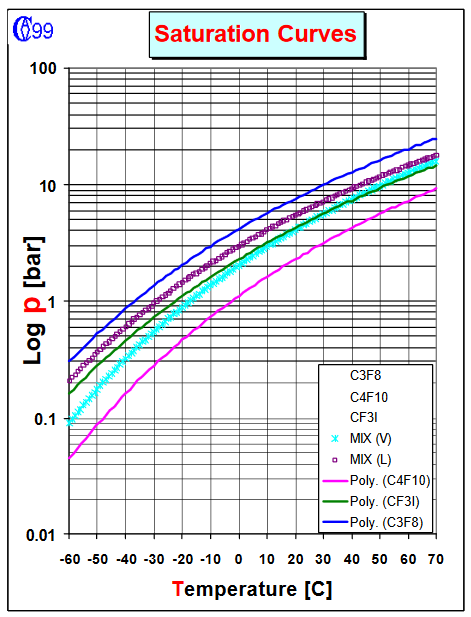 CA99
Saturation Curves
100
10
1
0.1
0.01
Log p [bar]
C3F8
C4F10
CF3I
MIX (V)
MIX (L)
Poly. (C4F10)
Poly. (CF3I)
Poly. (C3F8)
-60 -50 -40 -30 -20 -10 0 10 20 30 40 50 60 70
Temperature [C]